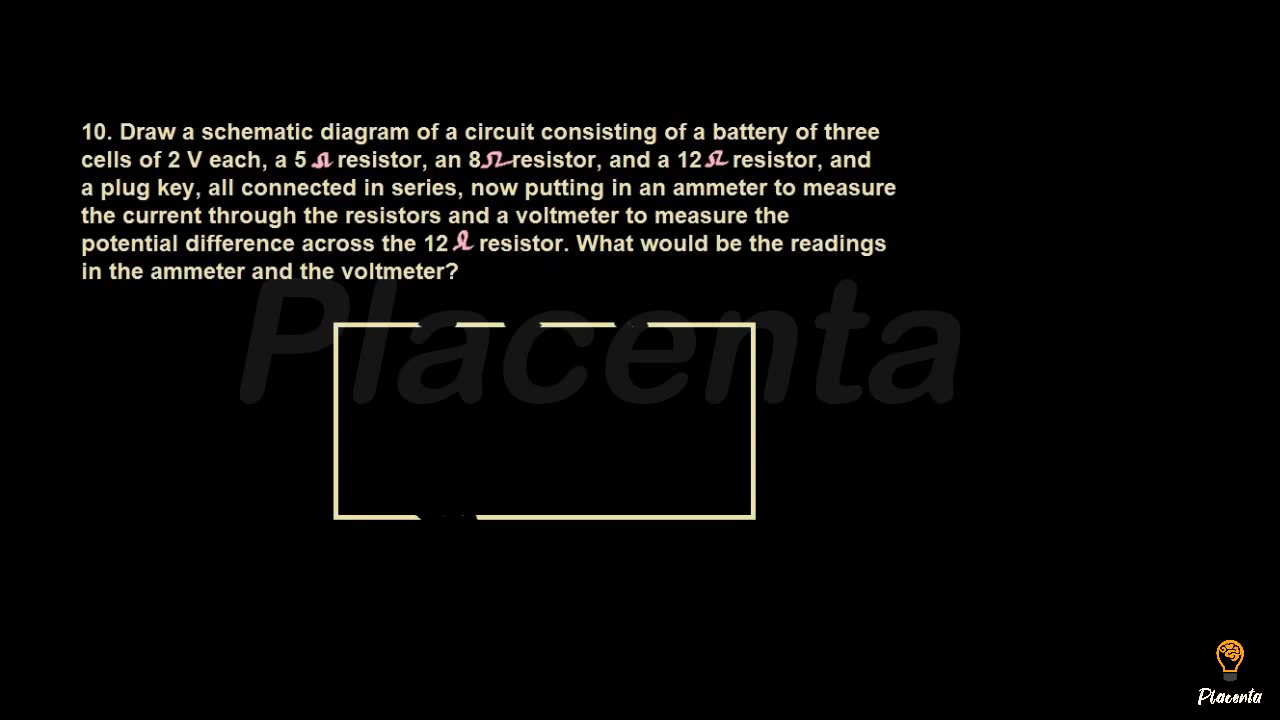 10. Draw a schematic diagram of a circuit consisting of a battery of three
cells of 2 V each, a 5 Ω resistor, an 8Ω resistor, and a 12 Ω resistor, and
a plug key, all connected in series, now putting in an ammeter to measure
the current through the resistors and a voltmeter to measure the
potential difference across the 12 Ω resistor. What would be the readings
in the ammeter and the voltmeter?
Placenta
Placenta